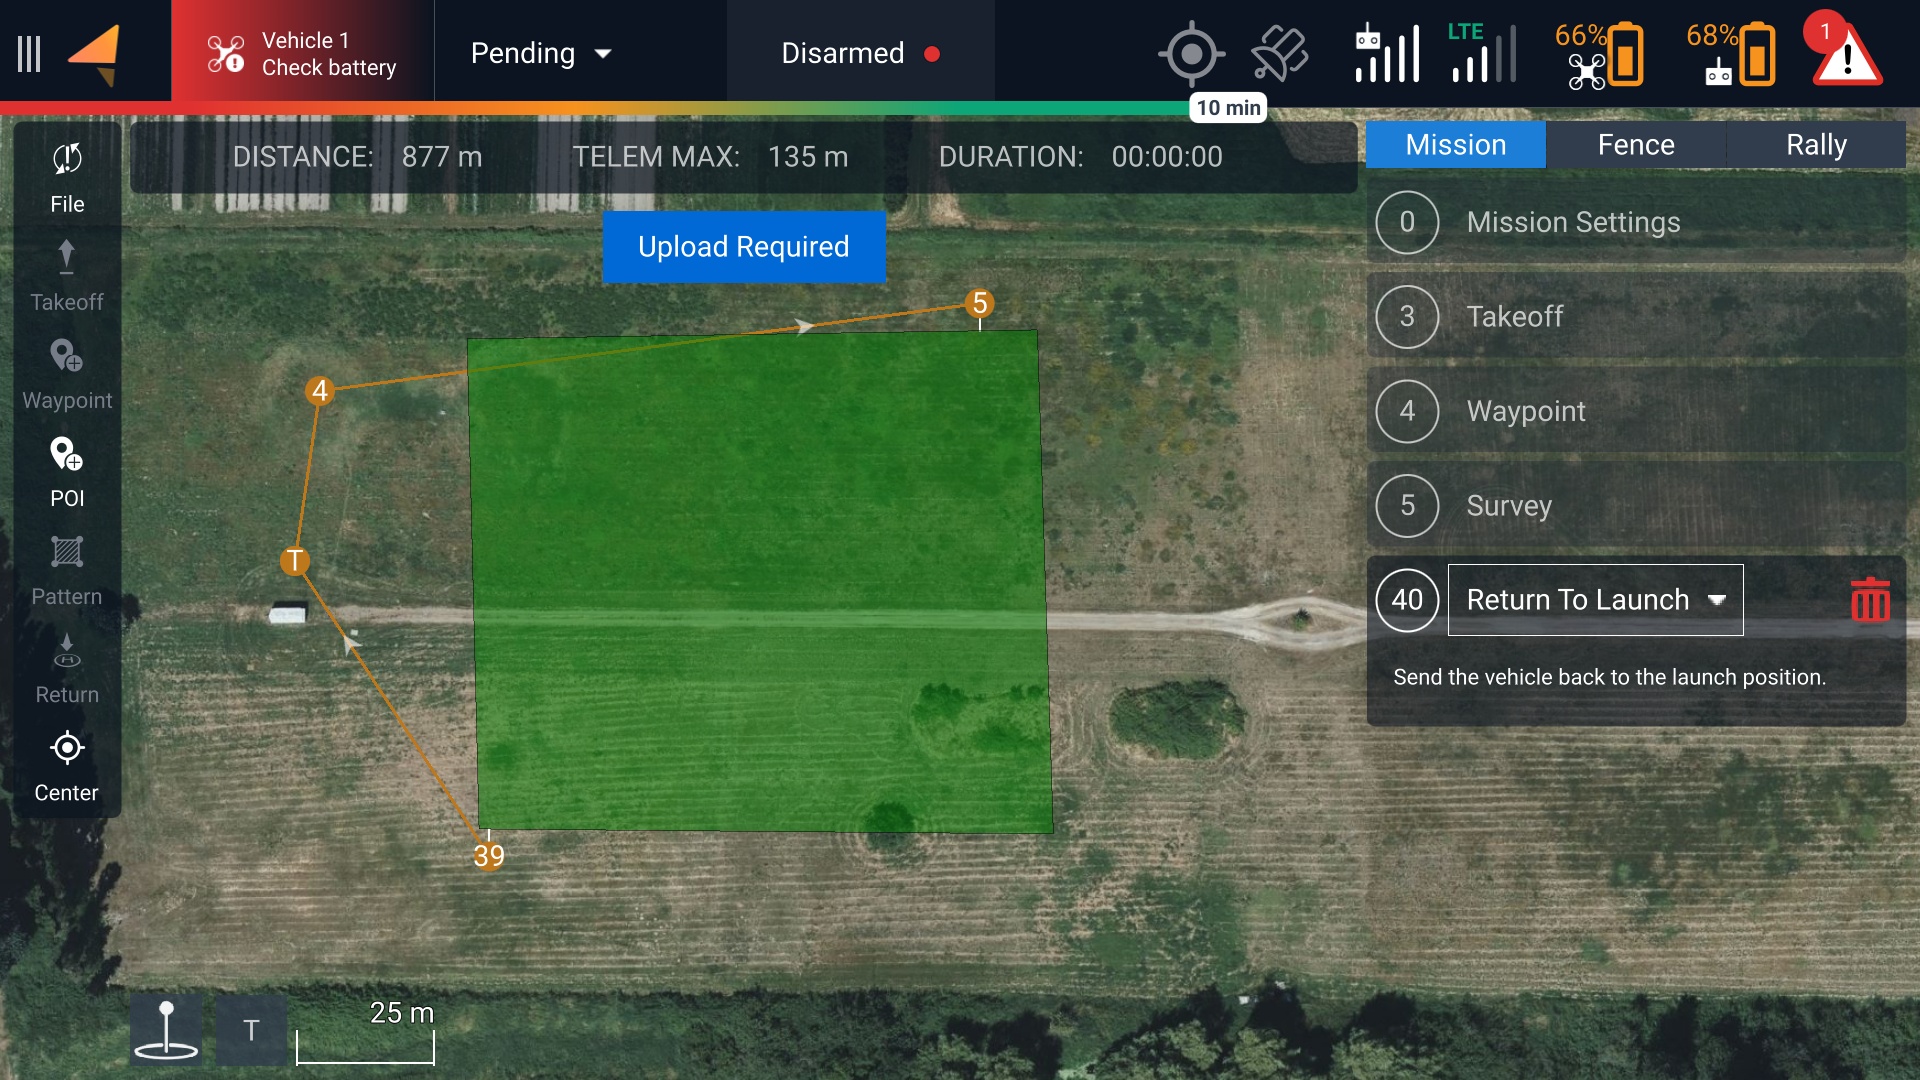 Vehicle 1
Check battery
Pending
Disarmed
LTE
66%
68%
1
10 min
DISTANCE: 877 m TELEM MAX: 135 m DURATION: 00:00:00
Upload Required
File
Takeoff
Waypoint
POI
Pattern
Return
Center
5
4
T
39
Mission Fence Rally
0 Mission Settings
3 Takeoff
4 Waypoint
5 Survey
40 Return To Launch
Send the vehicle back to the launch position.
T
25 m